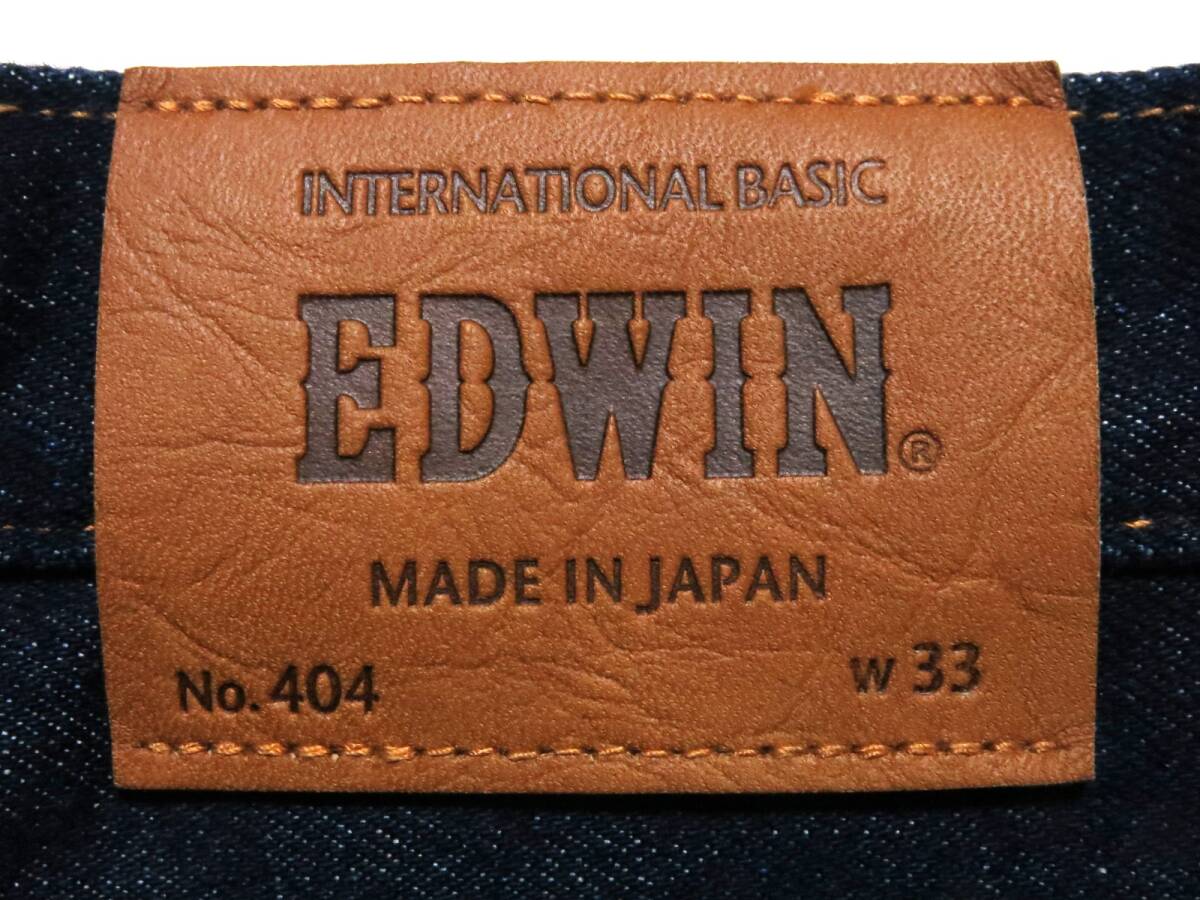 INTERNATIONAL BASIC
EDWIN®
MADE IN JAPAN
No. 404 W 33